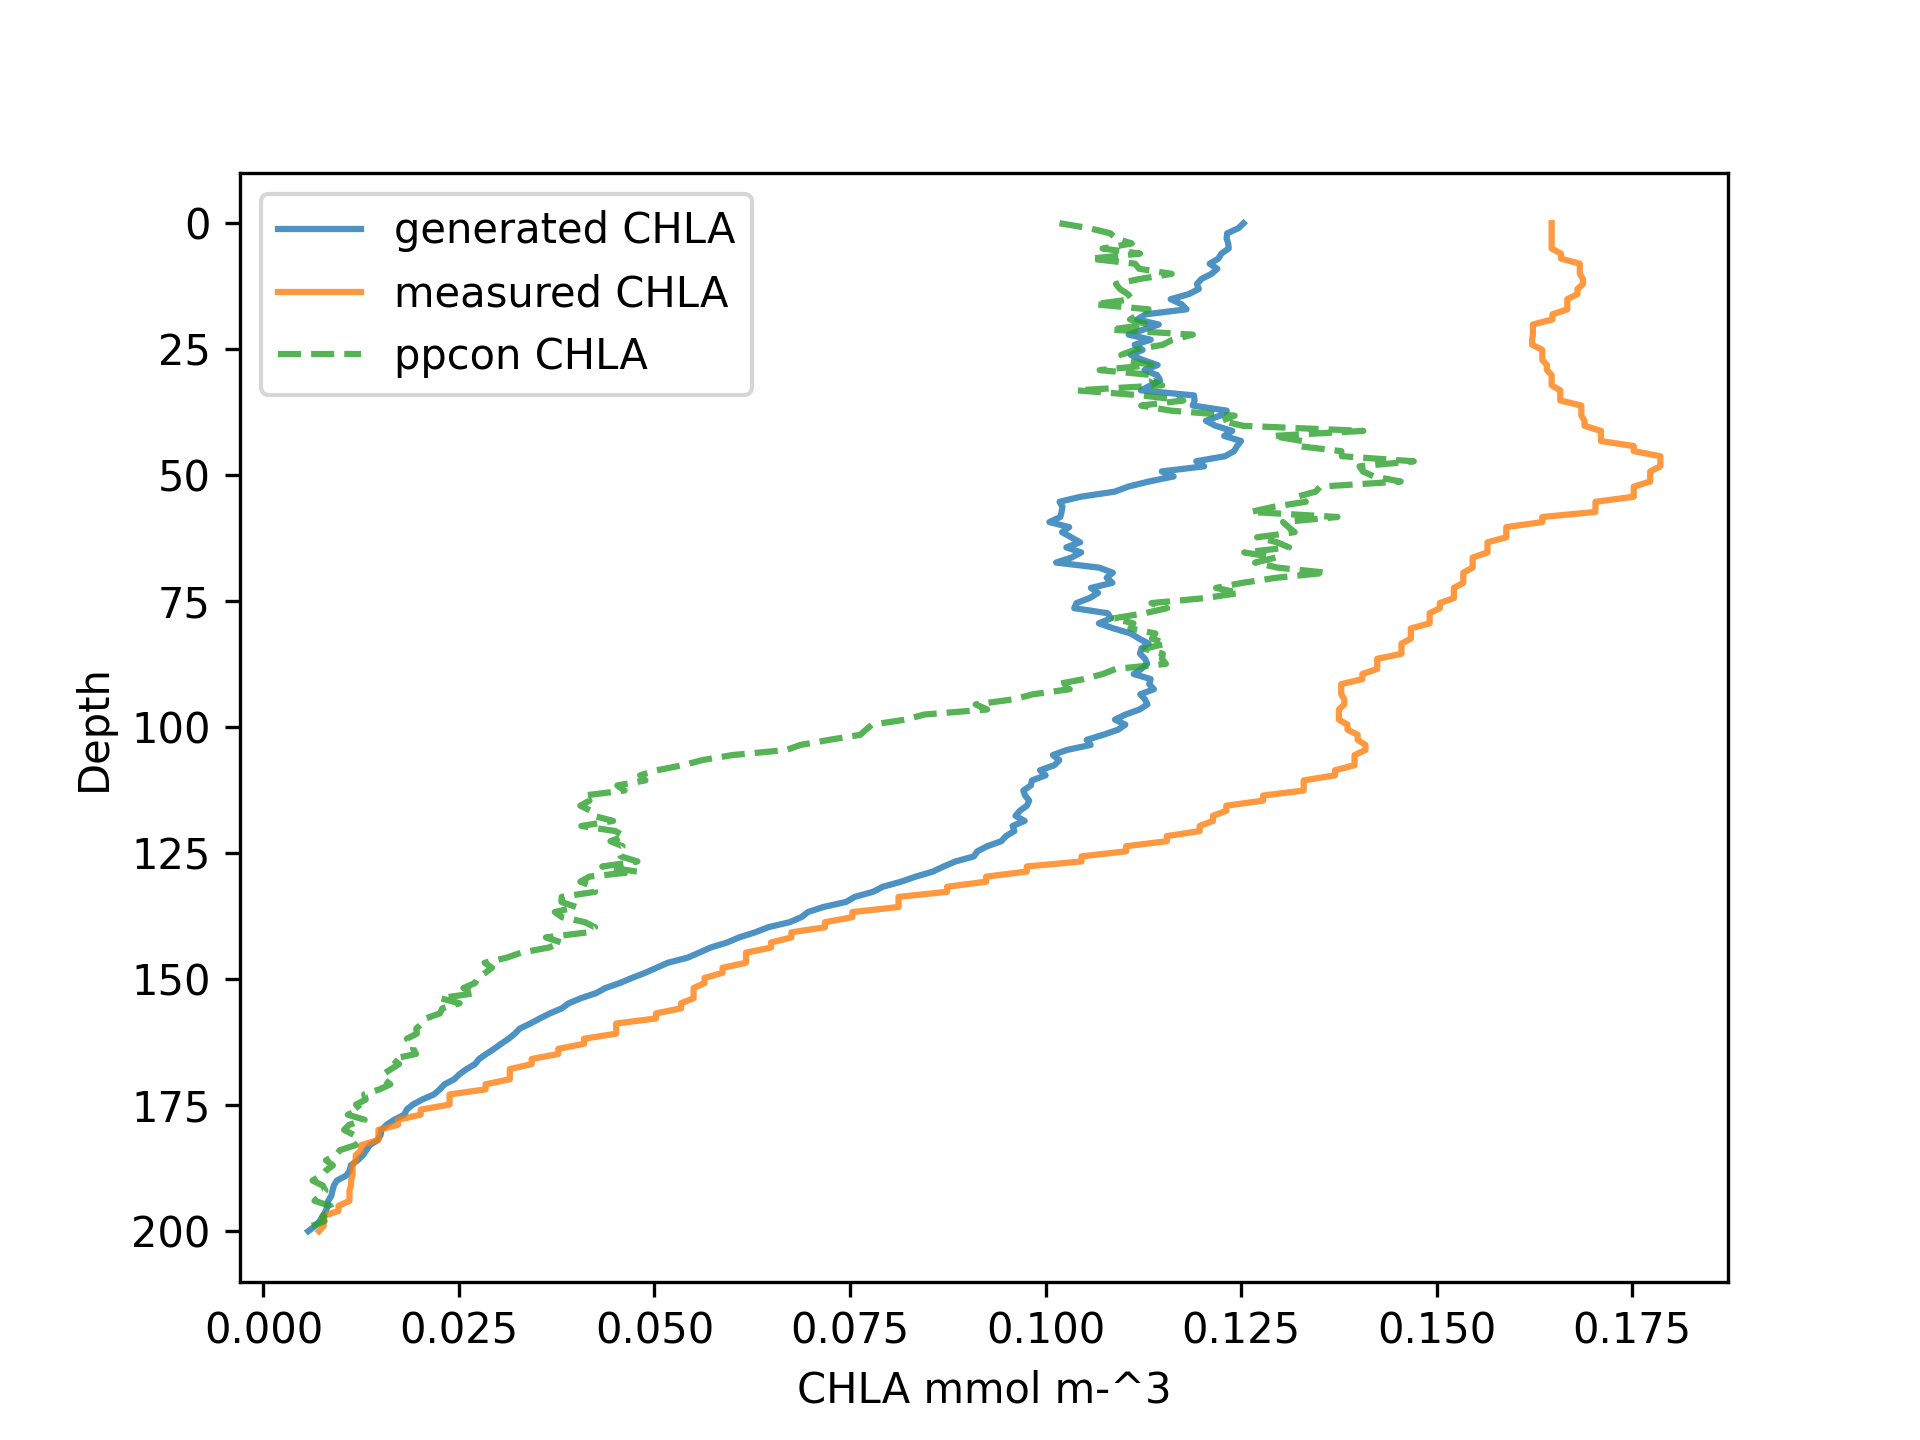 generated CHLA
measured CHLA
ppcon CHLA
0
25
50
75
100
125
150
175
200
Depth
0.000 0.025 0.050 0.075 0.100 0.125 0.150 0.175
CHLA mmol m-^3